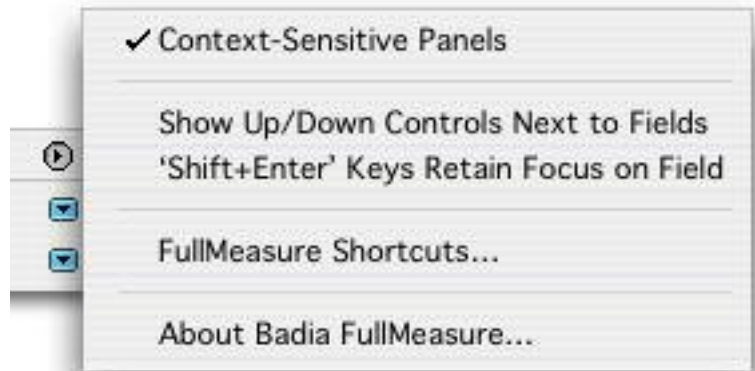 Context-Sensitive Panels
Show Up/Down Controls Next to Fields
‘Shift+Enter’ Keys Retain Focus on Field
FullMeasure Shortcuts...
About Badia FullMeasure...